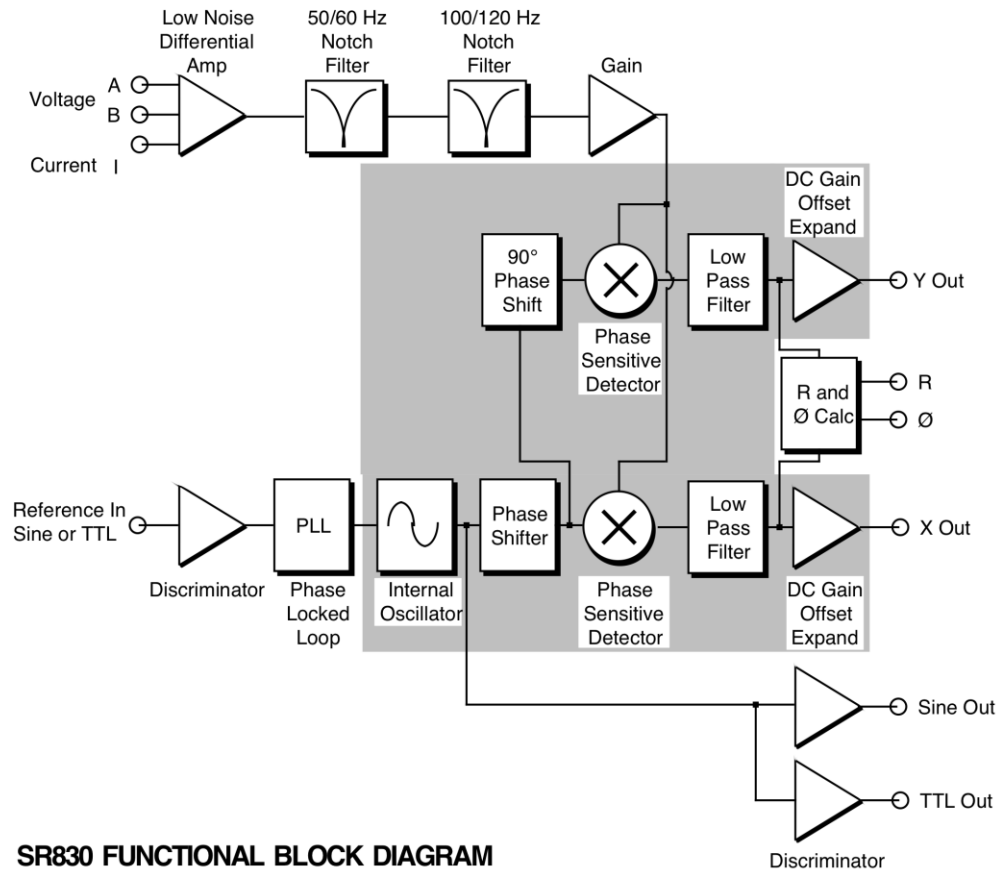 Low Noise
Differential
Amp
50/60 Hz
Notch
Filter
100/120 Hz
Notch
Filter
Gain
Voltage
A
B
Current
I
DC Gain
Offset
Expand
90°
Phase
Shift
Low
Pass
Filter
Y Out
Phase
Sensitive
Detector
R and
Ø Calc
R
Ø
Reference In
Sine or TTL
PLL
Phase
Shifter
Low
Pass
Filter
X Out
Discriminator
Phase
Locked
Loop
Internal
Oscillator
Phase
Sensitive
Detector
DC Gain
Offset
Expand
Sine Out
TTL Out
Discriminator
SR830 FUNCTIONAL BLOCK DIAGRAM